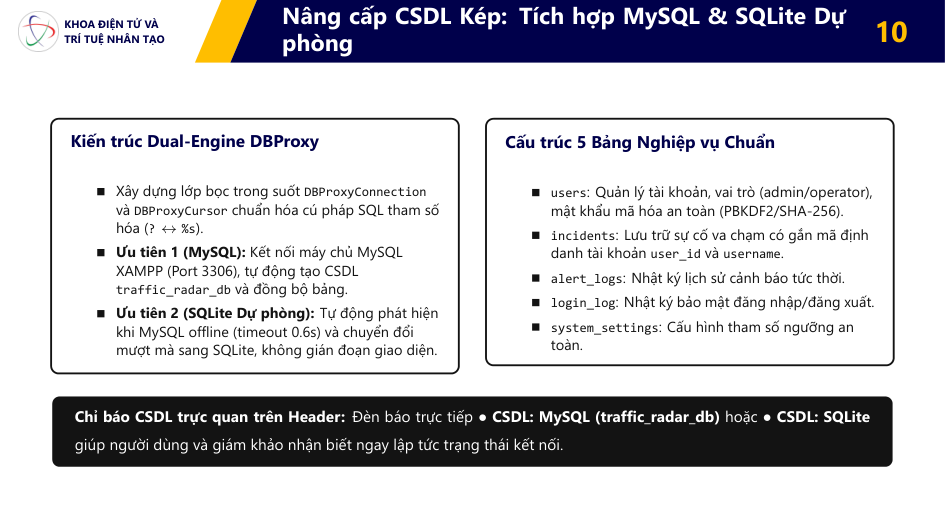 KHOA ĐIỆN TỬ VÀ
TRÍ TUỆ NHÂN TẠO
Nâng cấp CSDL Kép: Tích hợp MySQL & SQLite Dự
phòng
10
Kiến trúc Dual-Engine DBProxy
■ Xây dựng lớp bọc trong suốt DBProxyConnection
và DBProxyCursor chuẩn hóa cú pháp SQL tham số
hóa (? ↔ %s).
■ Ưu tiên 1 (MySQL): Kết nối máy chủ MySQL
XAMPP (Port 3306), tự động tạo CSDL
traffic_radar_db và đồng bộ bảng.
■ Ưu tiên 2 (SQLite Dự phòng): Tự động phát hiện
khi MySQL offline (timeout 0.6s) và chuyển đổi
mượt mà sang SQLite, không gián đoạn giao diện.
Cấu trúc 5 Bảng Nghiệp vụ Chuẩn
■ users: Quản lý tài khoản, vai trò (admin/operator),
mật khẩu mã hóa an toàn (PBKDF2/SHA-256).
■ incidents: Lưu trữ sự cố va chạm có gắn mã định
danh tài khoản user_id và username.
■ alert_logs: Nhật ký lịch sử cảnh báo tức thời.
■ login_log: Nhật ký bảo mật đăng nhập/đăng xuất.
■ system_settings: Cấu hình tham số ngưỡng an
toàn.
Chỉ báo CSDL trực quan trên Header: Đèn báo trực tiếp ● CSDL: MySQL (traffic_radar_db) hoặc ● CSDL: SQLite
giúp người dùng và giám khảo nhận biết ngay lập tức trạng thái kết nối.